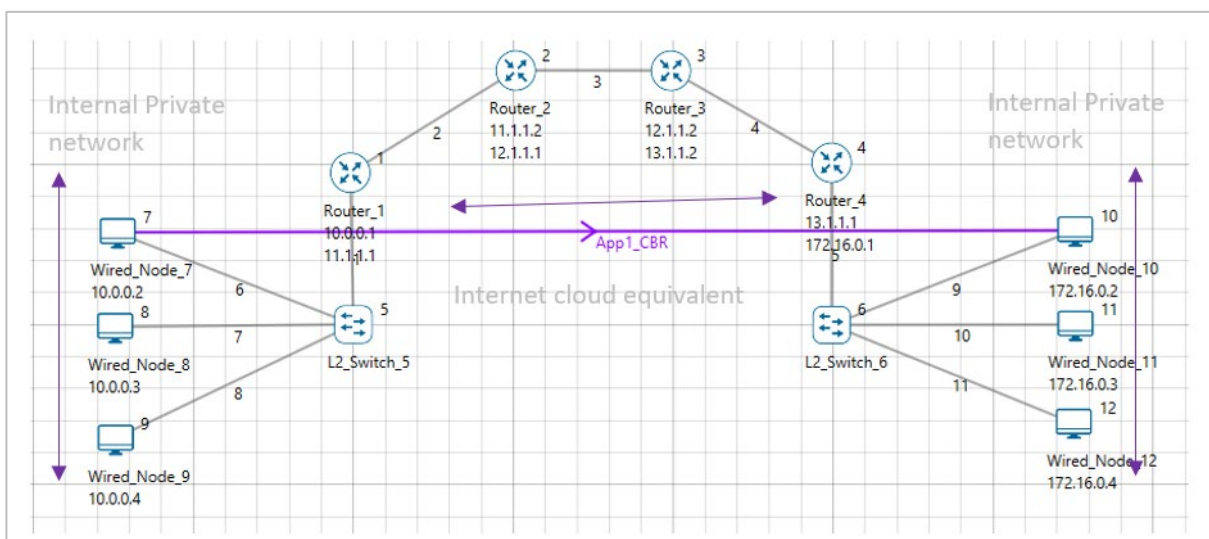 2
3
Internal Private
network
Internal Private
network
3
Router_2
11.1.1.2
12.1.1.1
Router_3
12.1.1.2
13.1.1.2
2
4
1
4
Router_1
10.0.0.1
11.1.1.1
1
Router_4
13.1.1.1
172.16.0.1
5
App1_CBR
7
Wired_Node_7
10.0.0.2
10
Wired_Node_10
172.16.0.2
6
9
Internet cloud equivalent
8
Wired_Node_8
10.0.0.3
7
5
L2_Switch_5
6
L2_Switch_6
10
11
Wired_Node_11
172.16.0.3
8
11
9
Wired_Node_9
10.0.0.4
12
Wired_Node_12
172.16.0.4